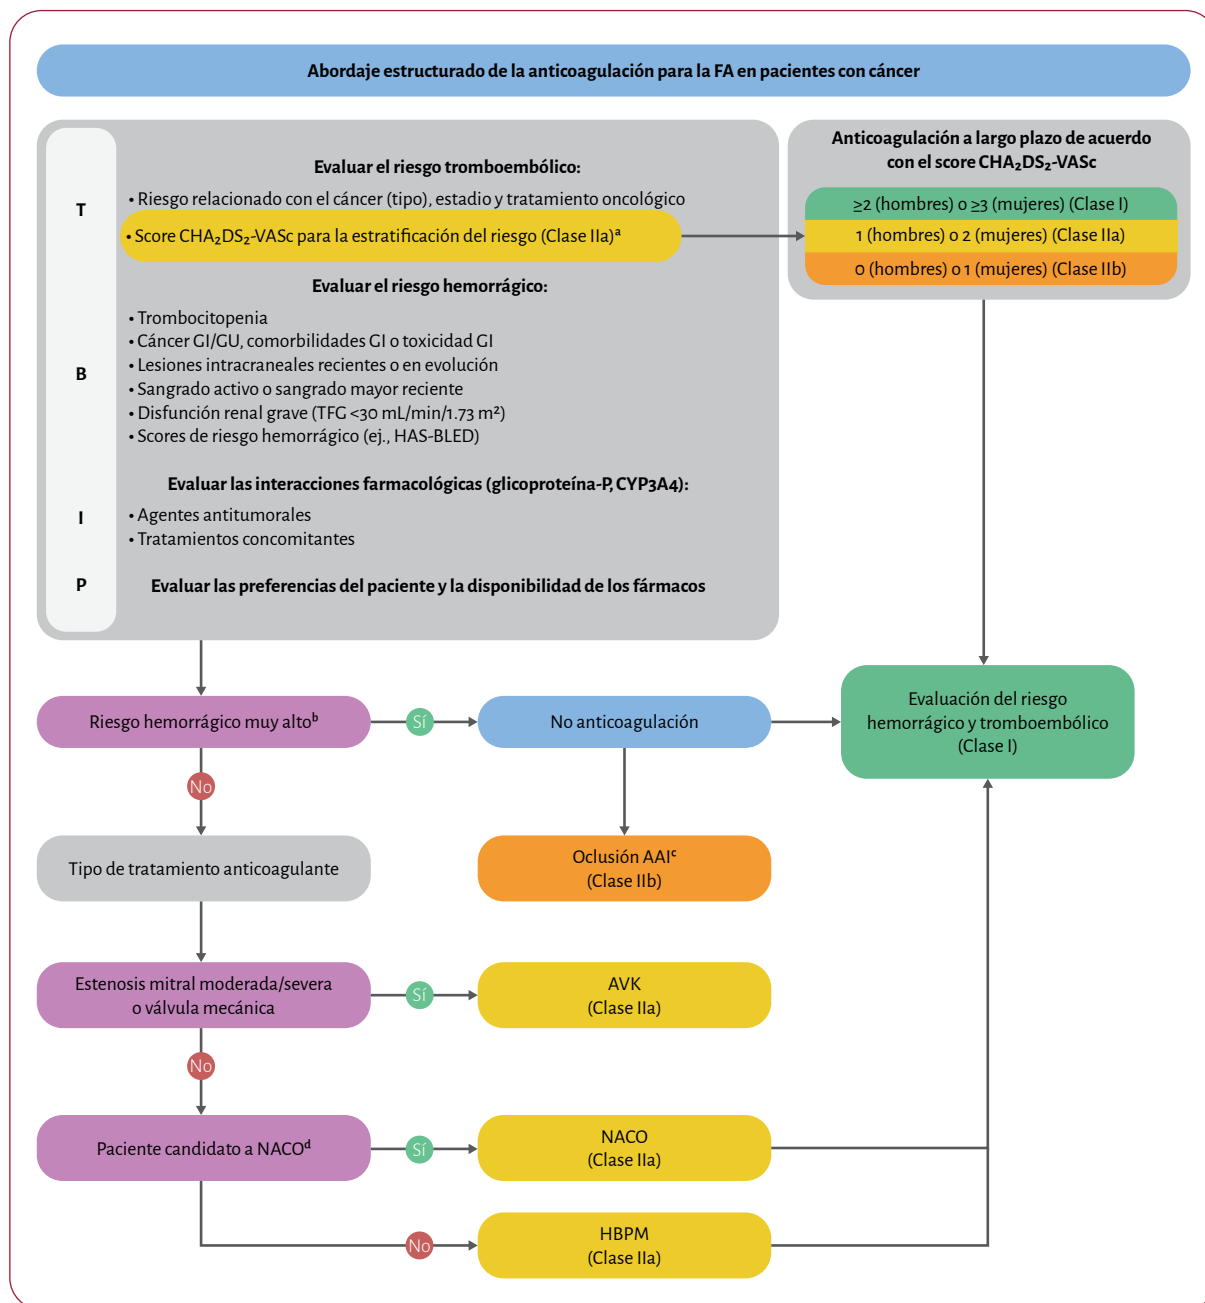 Abordaje estructurado de la anticoagulación para la FA en pacientes con cáncer
T
Evaluar el riesgo tromboembólico:
• Riesgo relacionado con el cáncer (tipo), estadio y tratamiento oncológico
• Score CHA₂DS₂-VASc para la estratificación del riesgo (Clase IIa)ᵃ
Anticoagulación a largo plazo de acuerdo
con el score CHA₂DS₂-VASc
≥2 (hombres) o ≥3 (mujeres) (Clase I)
1 (hombres) o 2 (mujeres) (Clase IIa)
0 (hombres) o 1 (mujeres) (Clase IIb)
B
Evaluar el riesgo hemorrágico:
• Trombocitopenia
• Cáncer GI/GU, comorbilidades GI o toxicidad GI
• Lesiones intracraneales recientes o en evolución
• Sangrado activo o sangrado mayor reciente
• Disfunción renal grave (TFG <30 mL/min/1.73 m²)
• Scores de riesgo hemorrágico (ej., HAS-BLED)
I
Evaluar las interacciones farmacológicas (glicoproteína-P, CYP3A4):
• Agentes antitumorales
• Tratamientos concomitantes
P
Evaluar las preferencias del paciente y la disponibilidad de los fármacos
Riesgo hemorrágico muy altoᵇ
Sí
No anticoagulación
Evaluación del riesgo
hemorrágico y tromboembólico
(Clase I)
No
Tipo de tratamiento anticoagulante
Oclusión AAIᶜ
(Clase IIb)
Estenosis mitral moderada/severa
o válvula mecánica
Sí
AVK
(Clase IIa)
No
Paciente candidato a NACOᵈ
Sí
NACO
(Clase IIa)
No
HBPM
(Clase IIa)